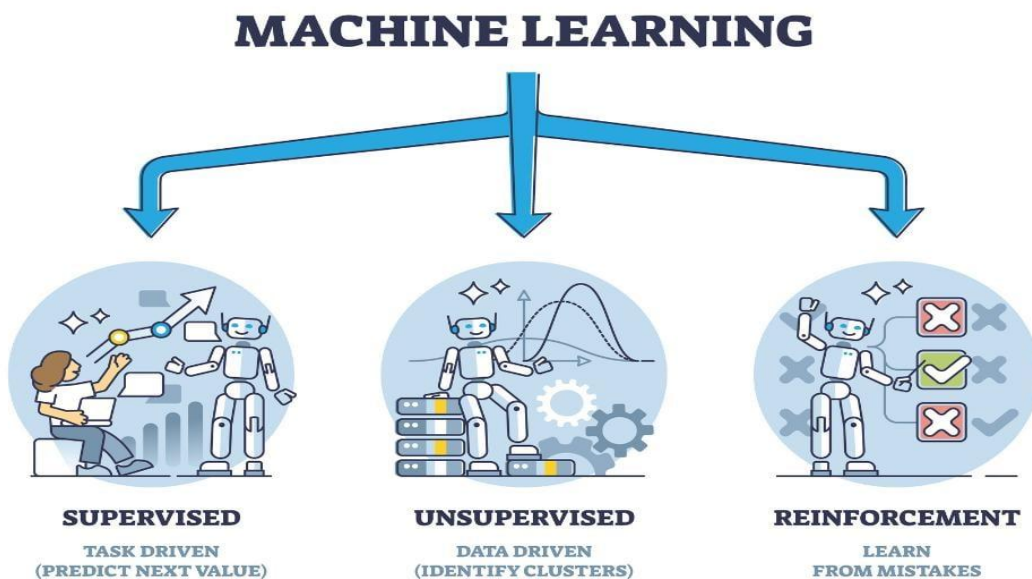 MACHINE LEARNING
SUPERVISED
TASK DRIVEN
(PREDICT NEXT VALUE)
UNSUPERVISED
DATA DRIVEN
(IDENTIFY CLUSTERS)
REINFORCEMENT
LEARN
FROM MISTAKES